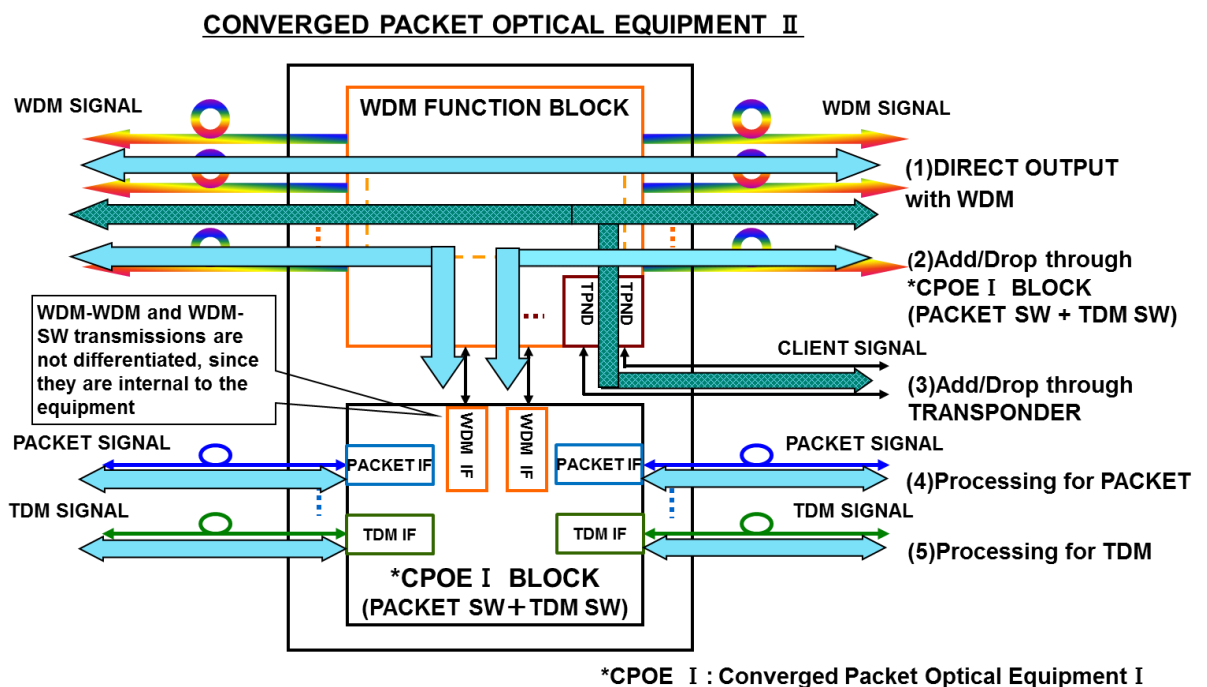 CONVERGED PACKET OPTICAL EQUIPMENT Ⅱ
WDM SIGNAL
WDM FUNCTION BLOCK
WDM SIGNAL
(1)DIRECT OUTPUT
with WDM
(2)Add/Drop through
*CPOE Ⅰ BLOCK
(PACKET SW + TDM SW)
TPND
TPND
WDM-WDM and WDM-
SW transmissions are
not differentiated, since
they are internal to the
equipment
CLIENT SIGNAL
(3)Add/Drop through
TRANSPONDER
WDM IF
WDM IF
PACKET SIGNAL
PACKET IF
PACKET IF
PACKET SIGNAL
(4)Processing for PACKET
TDM SIGNAL
TDM IF
TDM IF
TDM SIGNAL
(5)Processing for TDM
*CPOE Ⅰ BLOCK
(PACKET SW+TDM SW)
*CPOE Ⅰ : Converged Packet Optical Equipment Ⅰ